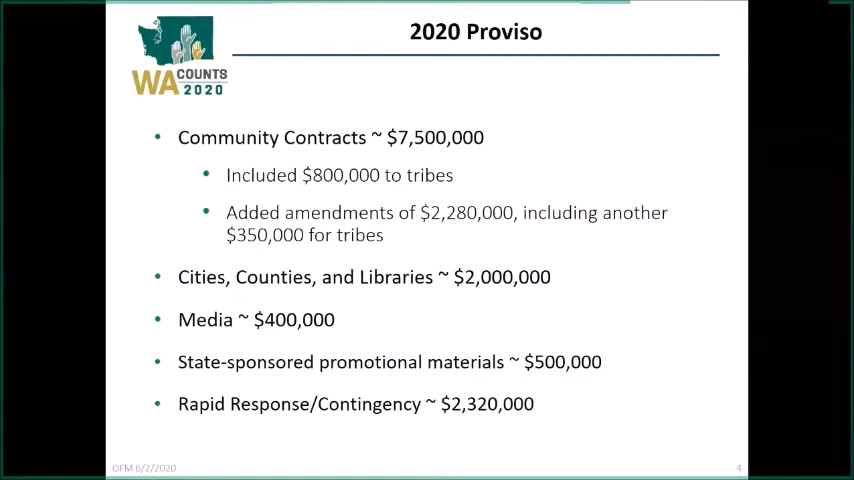 2020 Proviso
WA COUNTS
2020
• Community Contracts ~ $7,500,000
• Included $800,000 to tribes
• Added amendments of $2,280,000, including another
$350,000 for tribes
• Cities, Counties, and Libraries ~ $2,000,000
• Media ~ $400,000
• State-sponsored promotional materials ~ $500,000
• Rapid Response/Contingency ~ $2,320,000
OFM 6/2/2020
4